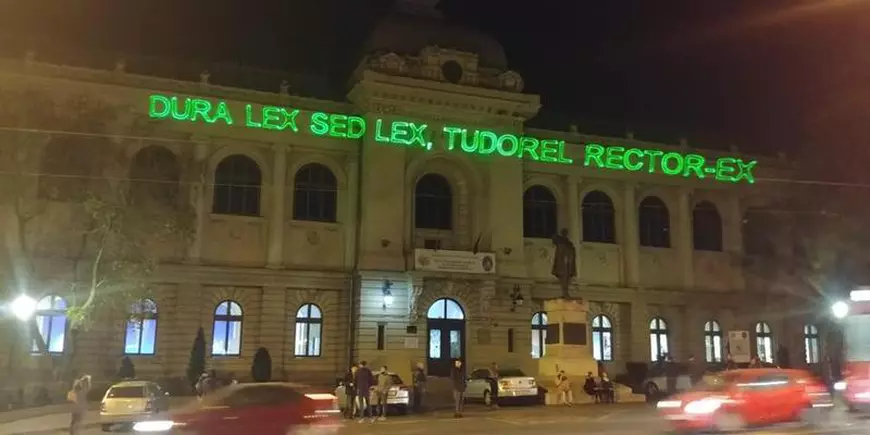 DURA LEX SED LEX, TUDOREL RECTOR-EX